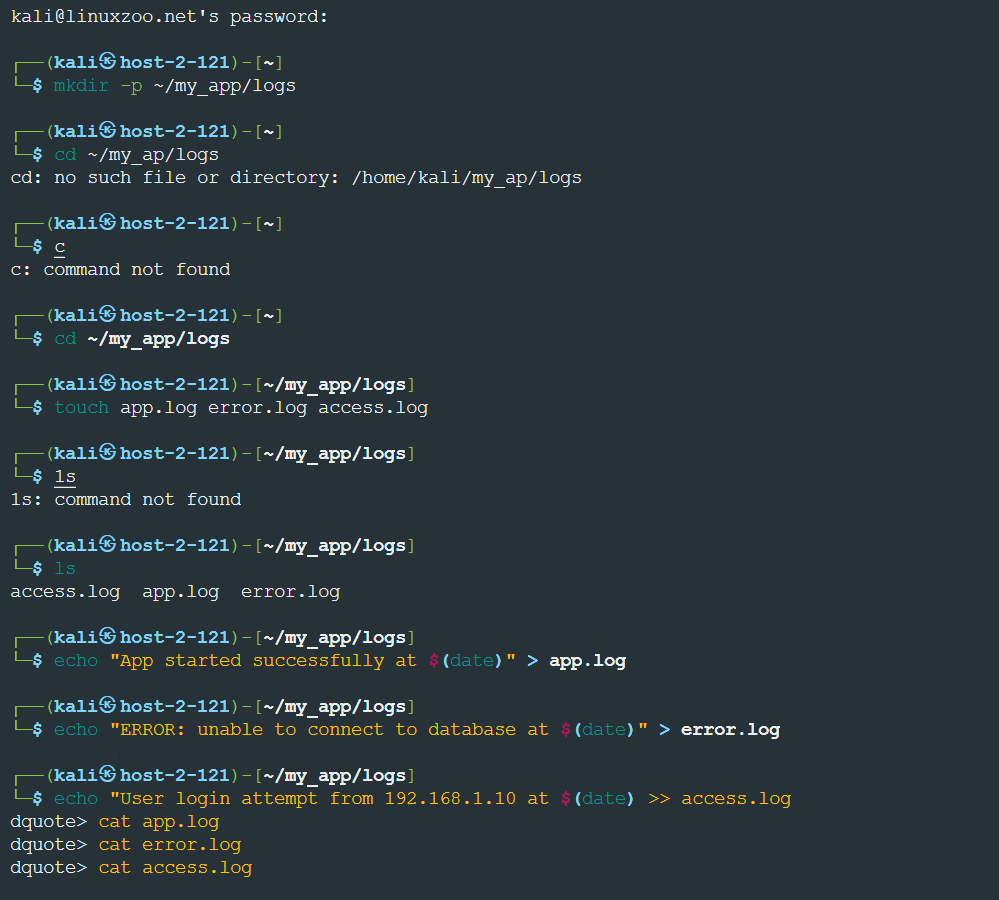 kali@linuxzoo.net's password:
┌──(kali㉿host-2-121)-[~]
└─$ mkdir -p ~/my_app/logs
┌──(kali㉿host-2-121)-[~]
└─$ cd ~/my_ap/logs
cd: no such file or directory: /home/kali/my_ap/logs
┌──(kali㉿host-2-121)-[~]
└─$ c
c: command not found
┌──(kali㉿host-2-121)-[~]
└─$ cd ~/my_app/logs
┌──(kali㉿host-2-121)-[~/my_app/logs]
└─$ touch app.log error.log access.log
┌──(kali㉿host-2-121)-[~/my_app/logs]
└─$ 1s
1s: command not found
┌──(kali㉿host-2-121)-[~/my_app/logs]
└─$ ls
access.log  app.log  error.log
┌──(kali㉿host-2-121)-[~/my_app/logs]
└─$ echo "App started successfully at $(date)" > app.log
┌──(kali㉿host-2-121)-[~/my_app/logs]
└─$ echo "ERROR: unable to connect to database at $(date)" > error.log
┌──(kali㉿host-2-121)-[~/my_app/logs]
└─$ echo "User login attempt from 192.168.1.10 at $(date) >> access.log
dquote> cat app.log
dquote> cat error.log
dquote> cat access.log